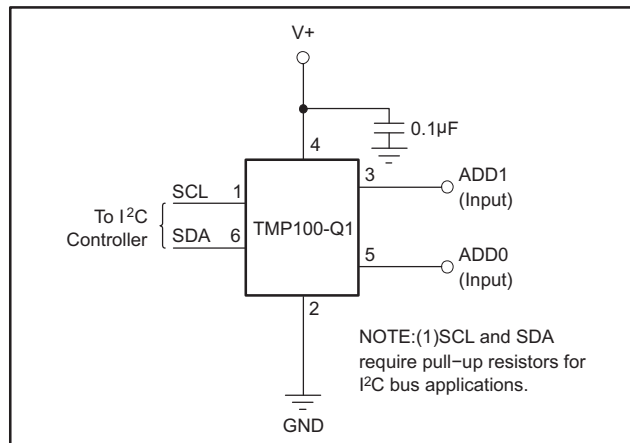 V+
4
0.1µF
SCL 1
SDA 6
To I²C
Controller
TMP100-Q1
3
ADD1
(Input)
5
ADD0
(Input)
2
GND
NOTE:(1)SCL and SDA
require pull−up resistors for
I²C bus applications.